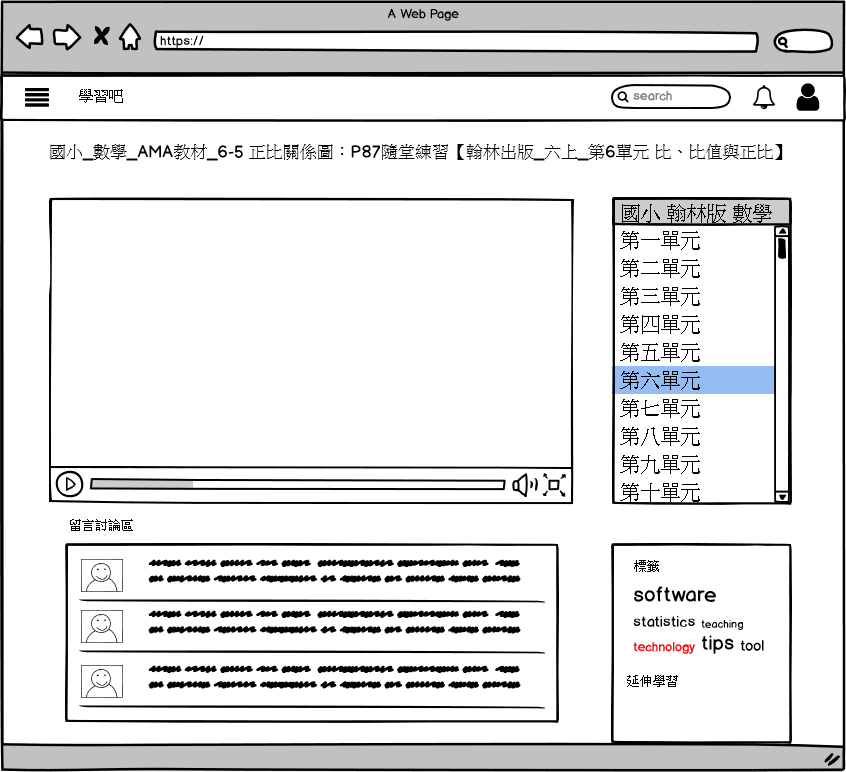 A Web Page
https://
學習吧
search
國小_數學_AMA教材_6-5 正比關係圖：P87隨堂練習【翰林出版_六上_第6單元 比、比值與正比】
國小 翰林版 數學
第一單元
第二單元
第三單元
第四單元
第五單元
第六單元
第七單元
第八單元
第九單元
第十單元
留言討論區
標籤
software
statistics teaching
technology tips tool
延伸學習